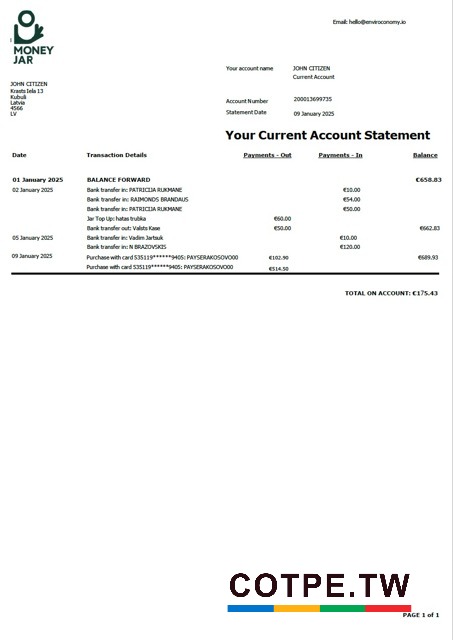 Email: hello@enviroconomy.io
MONEY
JAR
Your account name JOHN CITIZEN
Current Account
JOHN CITIZEN
Krasts Iela 13
Kubuli
Latvia
4566
LV
Account Number 200013699735
Statement Date 09 January 2025
Your Current Account Statement
Date Transaction Details Payments - Out Payments - In Balance
01 January 2025 BALANCE FORWARD €658.83
02 January 2025 Bank transfer in: PATRICIJA RUKMANE €10.00
Bank transfer in: RAIMONDS BRANDAUS €54.00
Bank transfer in: PATRICIJA RUKMANE €50.00
Jar Top Up: hatas trubka €60.00
Bank transfer out: Valsts Kase €50.00 €662.83
05 January 2025 Bank transfer in: Vadim Jartsuk €10.00
Bank transfer in: N BRAZOVSKIS €120.00
09 January 2025 Purchase with card 535119******9405: PAYSERAKOSOVO00 €102.90 €689.93
Purchase with card 535119******9405: PAYSERAKOSOVO00 €514.50
TOTAL ON ACCOUNT: €175.43
COTPE.TW
PAGE 1 of 1